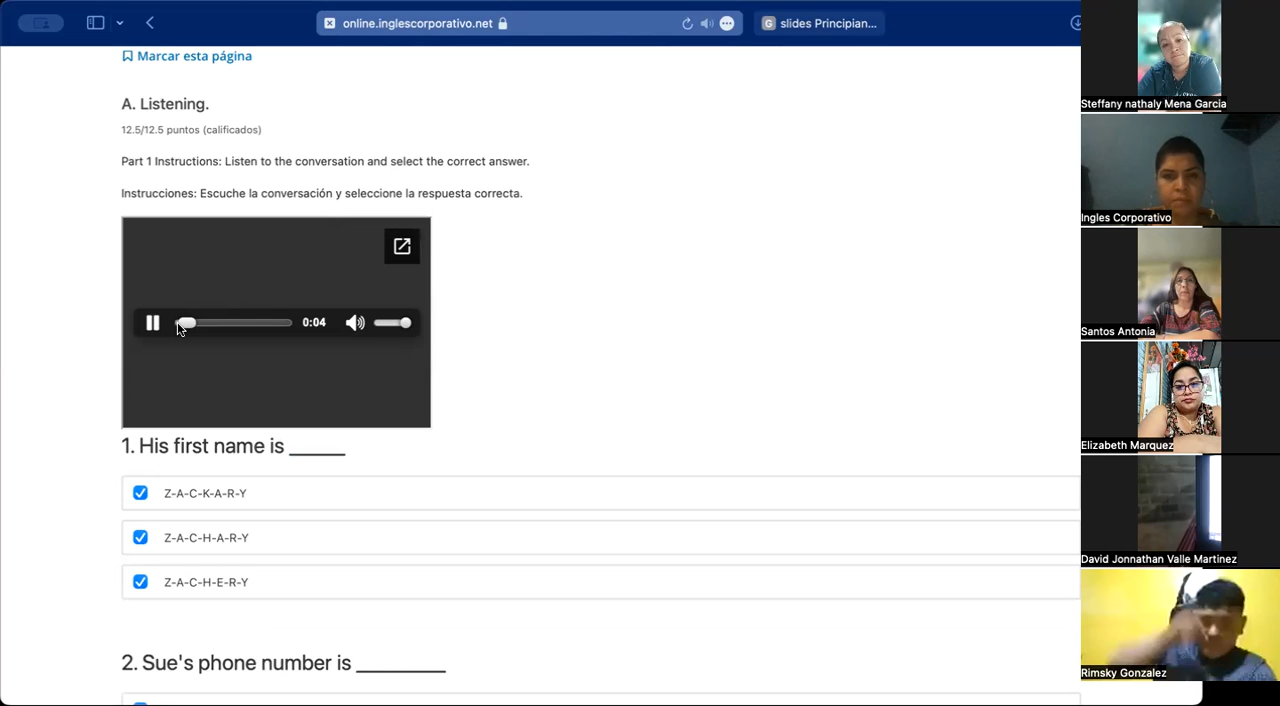 online.inglescorporativo.net
G slides Principian...
Marcar esta página
A. Listening.
12.5/12.5 puntos (calificados)
Part 1 Instructions: Listen to the conversation and select the correct answer.
Instrucciones: Escuche la conversación y seleccione la respuesta correcta.
0:04
1. His first name is ______
Z-A-C-K-A-R-Y
Z-A-C-H-A-R-Y
Z-A-C-H-E-R-Y
2. Sue's phone number is _________
Steffany nathaly Mena Garcia
Ingles Corporativo
Santos Antonia
Elizabeth Marquez
David Jonnathan Valle Martinez
Rimsky Gonzalez